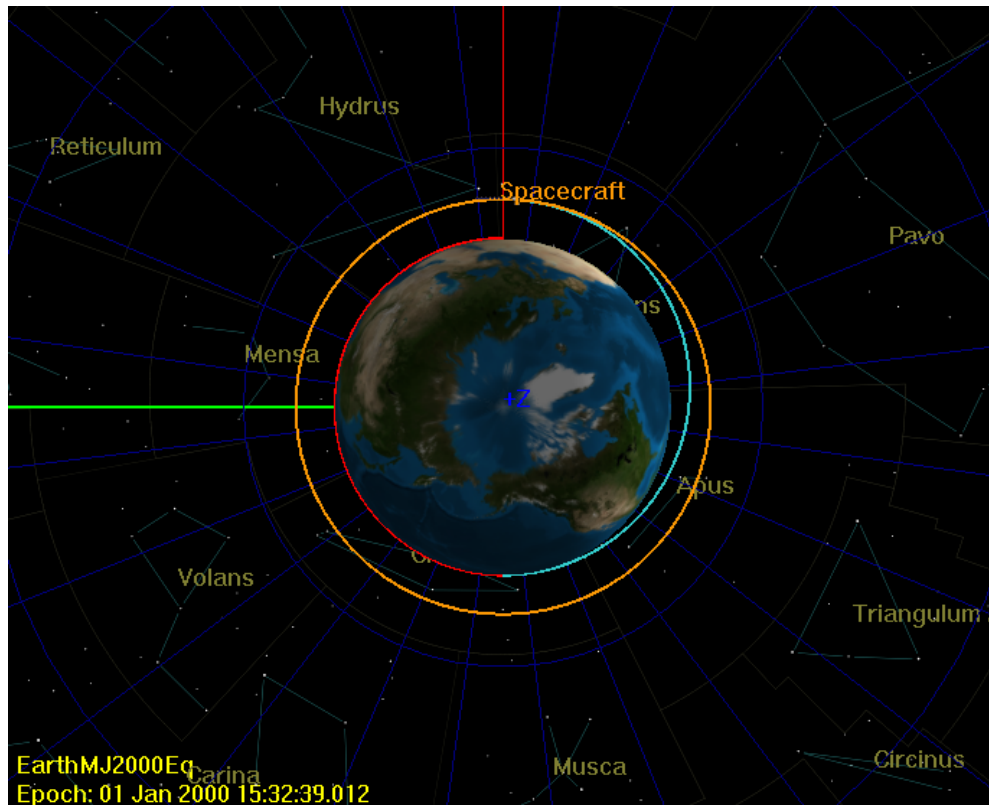 Hydrus
Reticulum
Spacecraft
Pavo
ns
Mensa
+Z
Apus
Volans
Triangulum
Musca
Circinus
EarthMJ2000Eq
Carina
Epoch: 01 Jan 2000 15:32:39.012